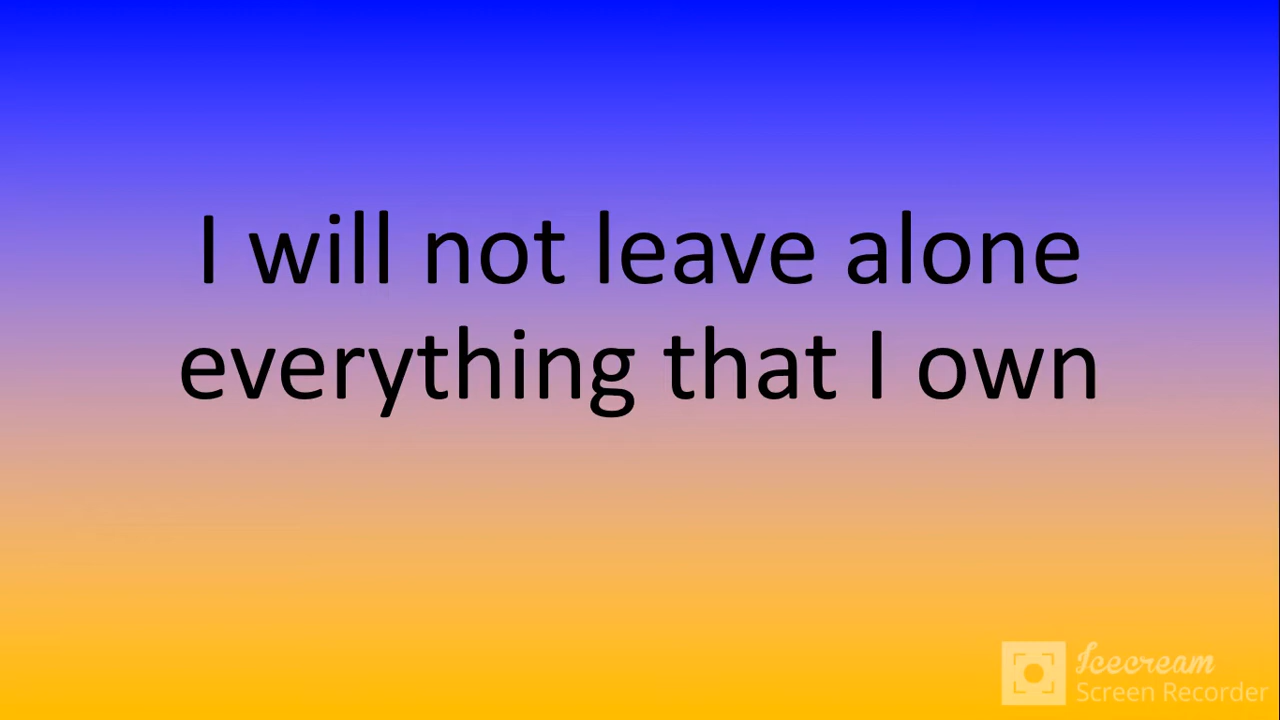 I will not leave alone
everything that I own
Icecream
Screen Recorder